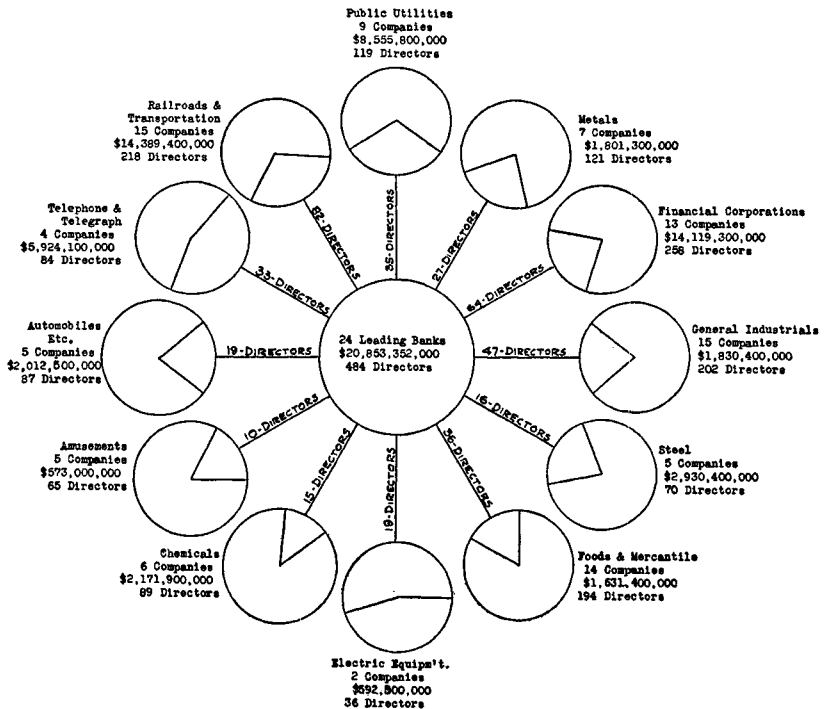 Public Utilities
9 Companies
$8,555,800,000
119 Directors
Railroads &
Transportation
15 Companies
$14,389,400,000
218 Directors
Metals
7 Companies
$1,801,300,000
121 Directors
Telephone &
Telegraph
4 Companies
$5,924,100,000
84 Directors
Financial Corporations
13 Companies
$14,119,300,000
258 Directors
Automobiles
Etc.
5 Companies
$2,012,500,000
87 Directors
24 Leading Banks
$20,853,352,000
484 Directors
General Industrials
15 Companies
$1,830,400,000
202 Directors
Amusements
5 Companies
$573,000,000
65 Directors
Steel
5 Companies
$2,930,400,000
70 Directors
Chemicals
6 Companies
$2,171,900,000
89 Directors
Foods & Mercantile
14 Companies
$1,631,400,000
194 Directors
Electric Equipm't.
2 Companies
$592,500,000
36 Directors
35-DIRECTORS
27-DIRECTORS
64-DIRECTORS
47-DIRECTORS
16-DIRECTORS
36-DIRECTORS
19-DIRECTORS
15-DIRECTORS
10-DIRECTORS
19-DIRECTORS
33-DIRECTORS
82-DIRECTORS